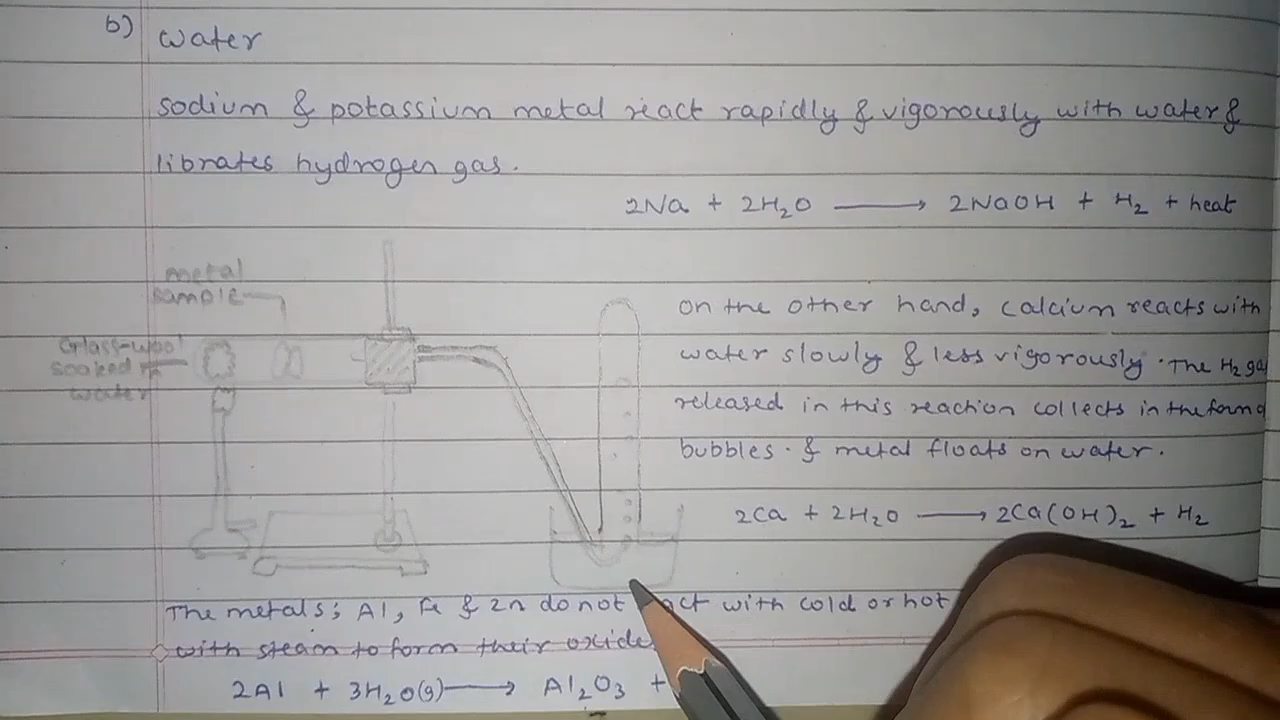 b) water
sodium & potassium metal react rapidly & vigorously with water &
librates hydrogen gas.
2Na + 2H₂O ⟶ 2NaOH + H₂ + heat
metal
sample
Glass-wool
soaked in
water
on the other hand, calcium reacts with
water slowly & less vigorously. The H₂ gas
released in this reaction collects in the form of
bubbles. & metal floats on water.
2Ca + 2H₂O ⟶ 2Ca(OH)₂ + H₂
The metals; Al, Fe & Zn do not with cold or hot
with steam to form their oxide
2Al + 3H₂O(g) ⟶ Al₂O₃ +